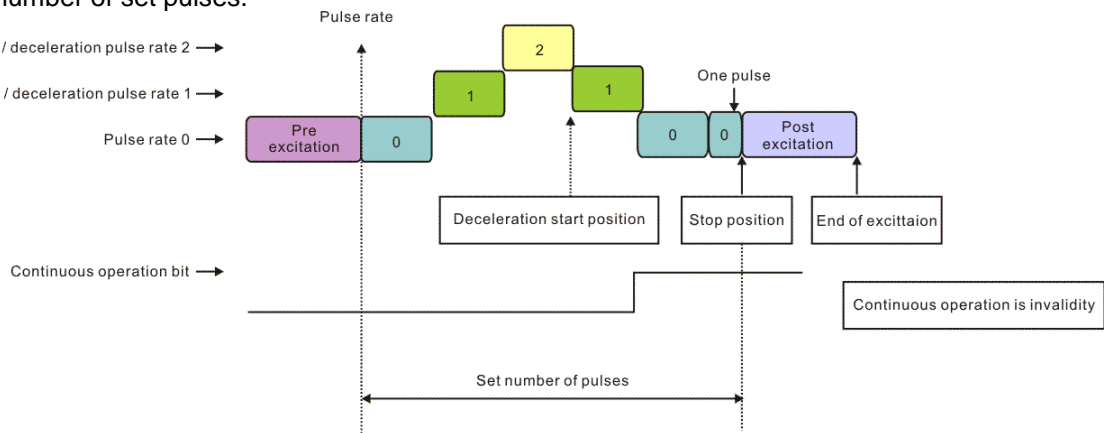 number of set pulses.
Pulse rate
/ deceleration pulse rate 2
2
One pulse
/ deceleration pulse rate 1
1
1
Pulse rate 0
Pre
excitation
0
0
0
Post
excitation
Deceleration start position
Stop position
End of excittaion
Continuous operation bit
Continuous operation is invalidity
Set number of pulses